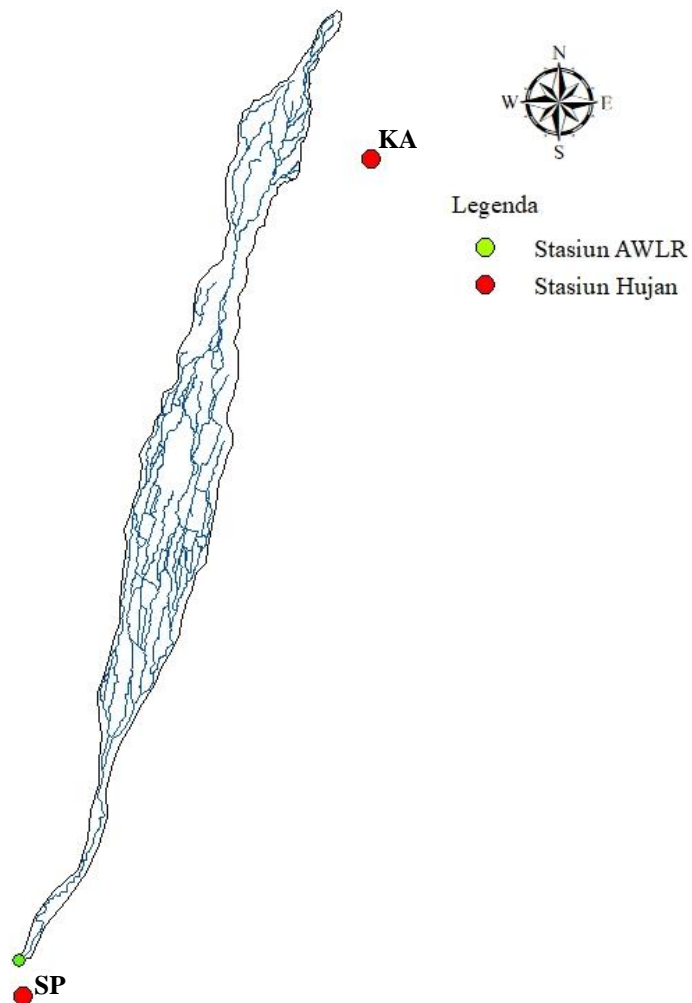 N
W E
S
KA
Legenda
Stasiun AWLR
Stasiun Hujan
SP